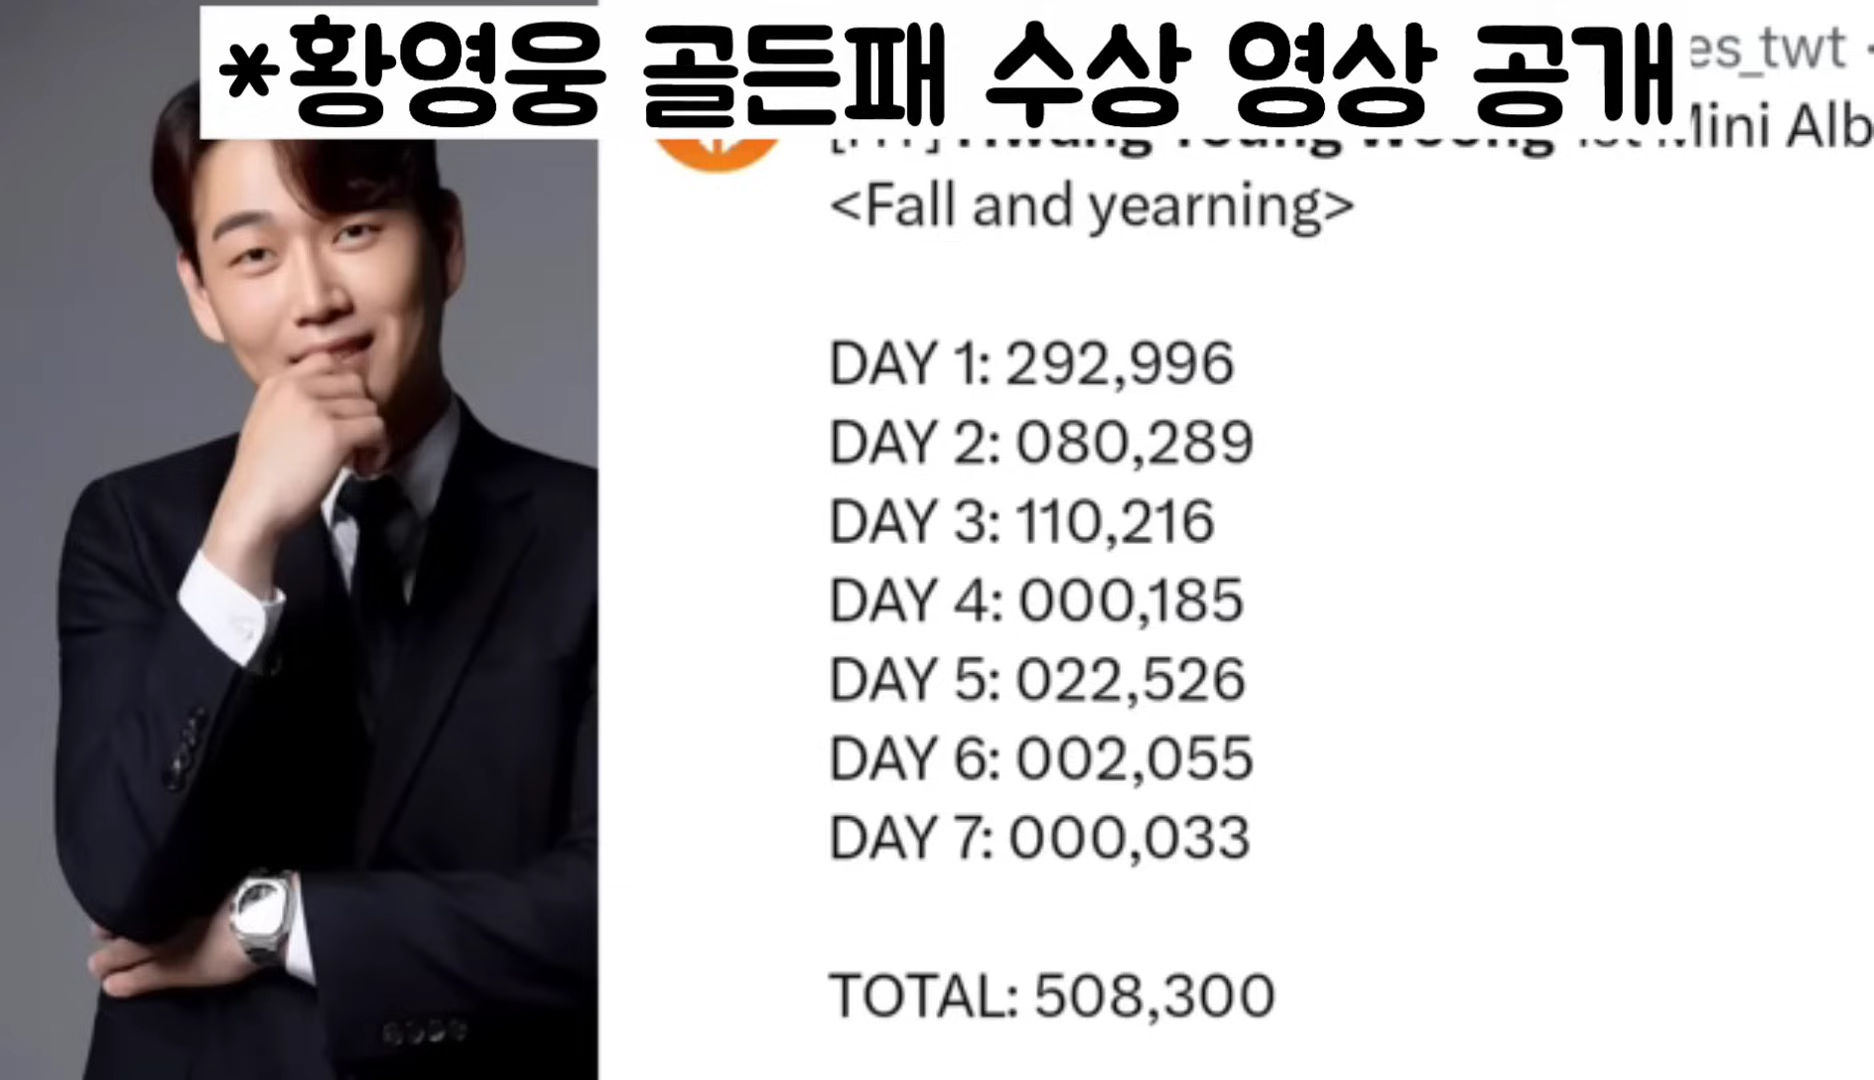 *황영웅 골든패 수상 영상 공개
es_twt
Mini Alb
<Fall and yearning>
DAY 1: 292,996
DAY 2: 080,289
DAY 3: 110,216
DAY 4: 000,185
DAY 5: 022,526
DAY 6: 002,055
DAY 7: 000,033
TOTAL: 508,300